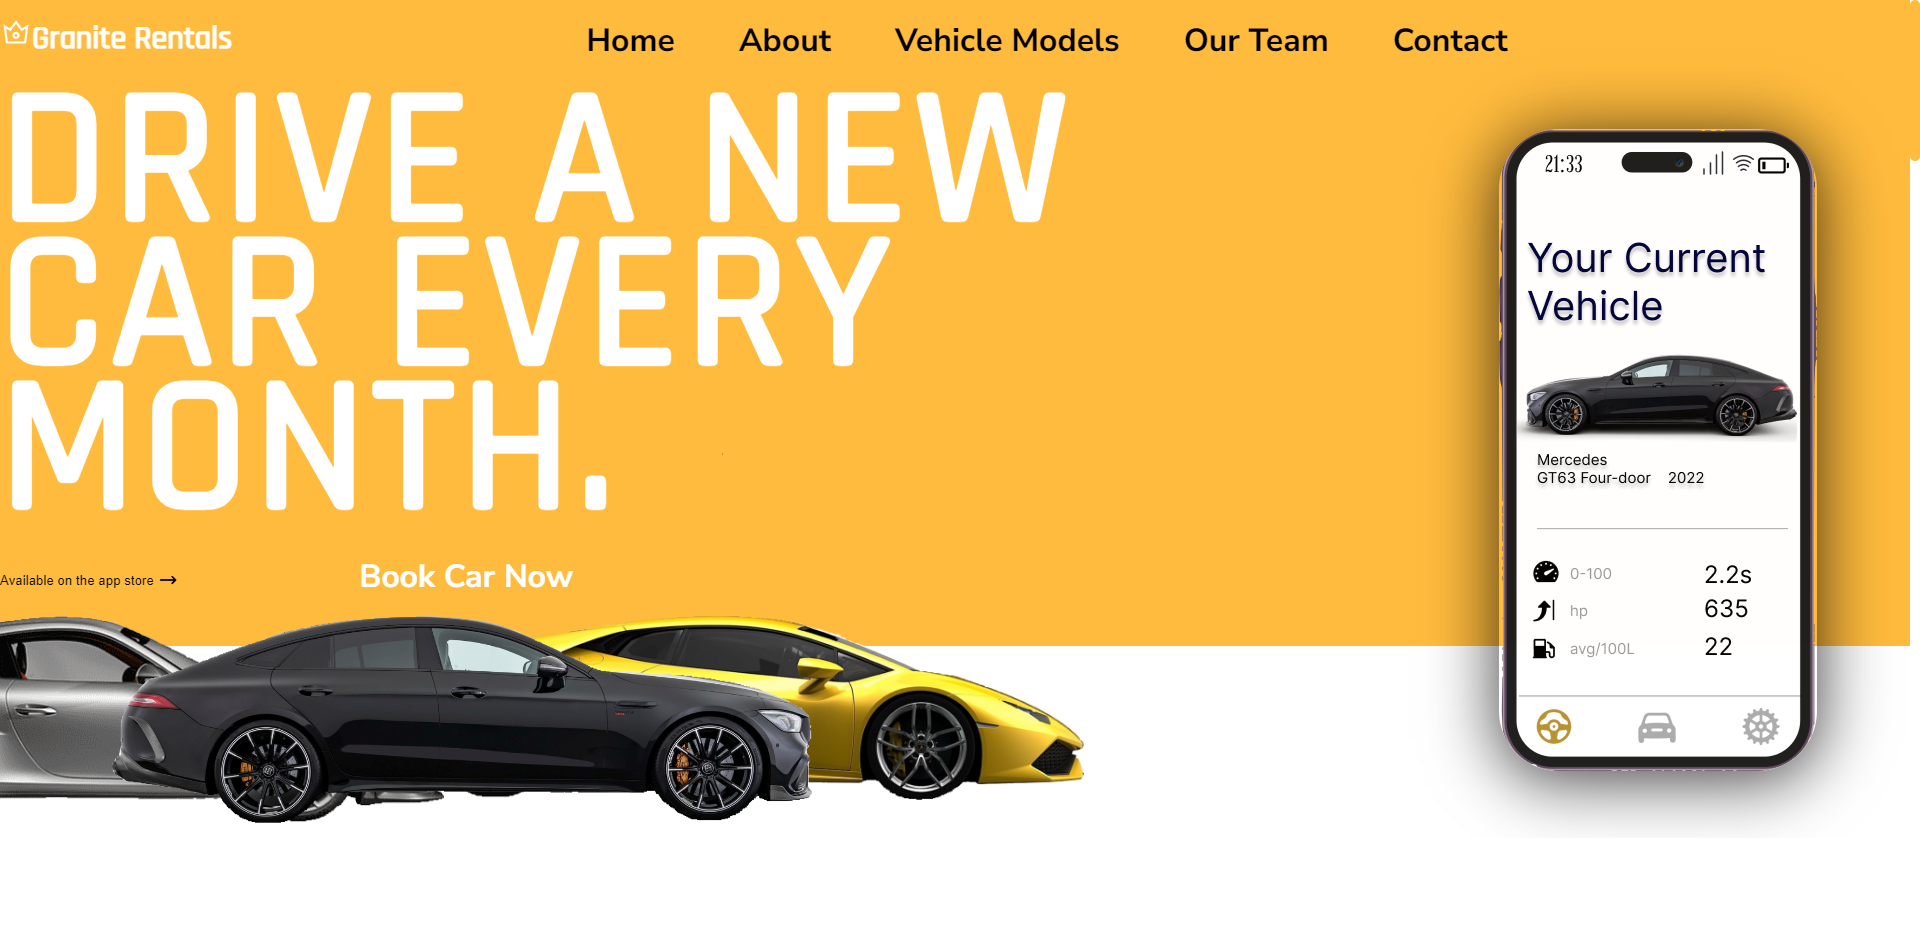 Granite Rentals
Home About Vehicle Models Our Team Contact
DRIVE A NEW
CAR EVERY
MONTH.
Available on the app store →
Book Car Now
21:33
Your Current
Vehicle
Mercedes
GT63 Four-door 2022
0-100 2.2s
hp 635
avg/100L 22